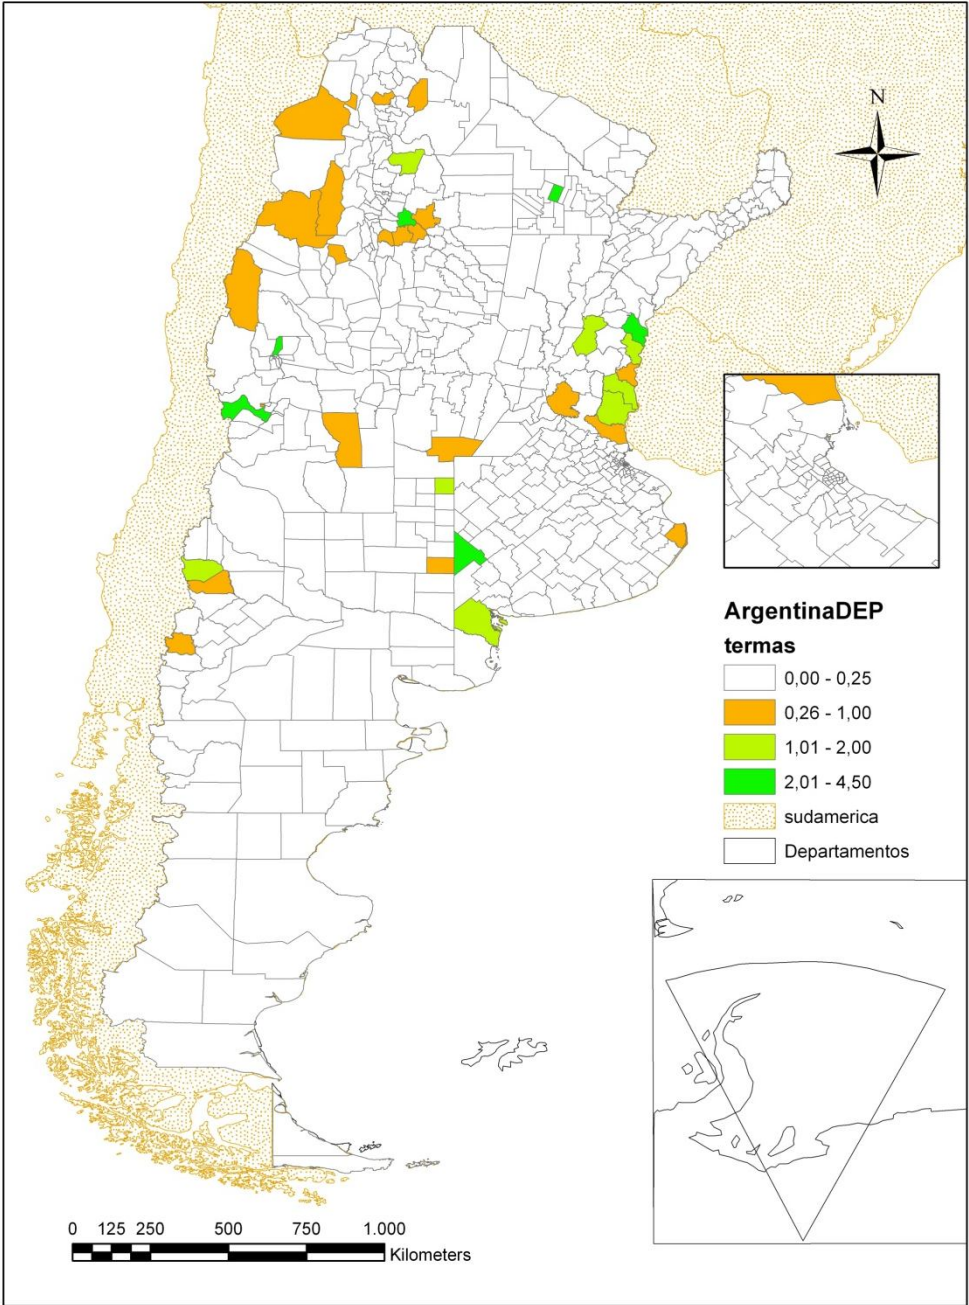 N
ArgentinaDEP
termas
0,00 - 0,25
0,26 - 1,00
1,01 - 2,00
2,01 - 4,50
sudamerica
Departamentos
0 125 250 500 750 1.000
Kilometers